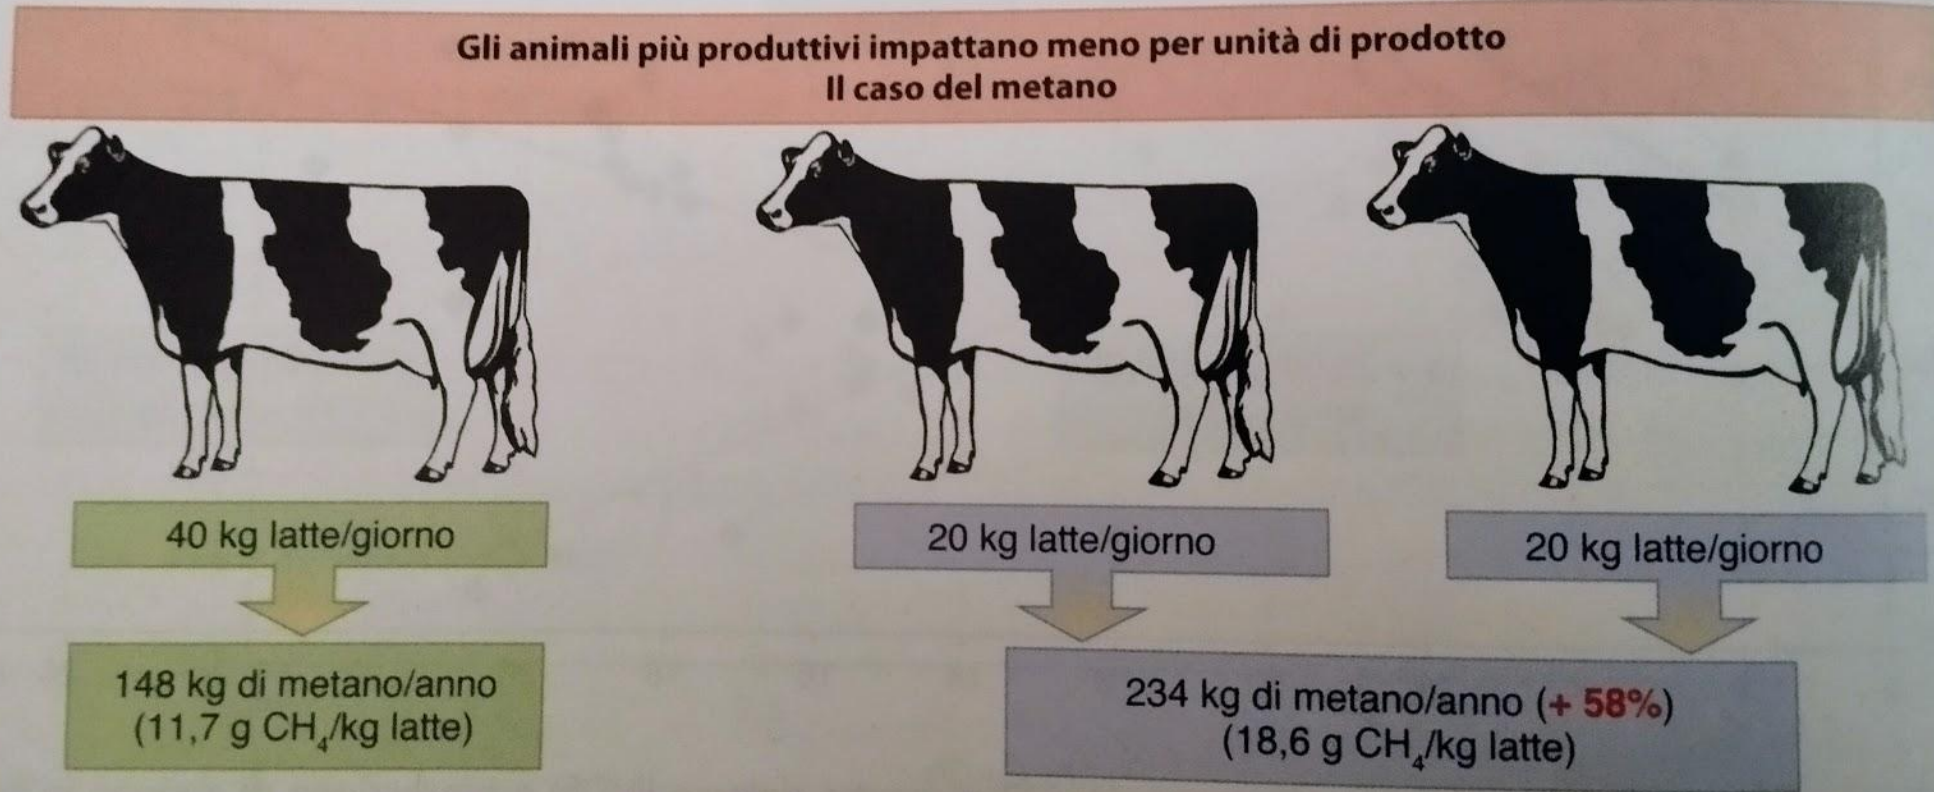 Gli animali più produttivi impattano meno per unità di prodotto
Il caso del metano
40 kg latte/giorno
20 kg latte/giorno
20 kg latte/giorno
148 kg di metano/anno
(11,7 g CH₄/kg latte)
234 kg di metano/anno (+ 58%)
(18,6 g CH₄/kg latte)